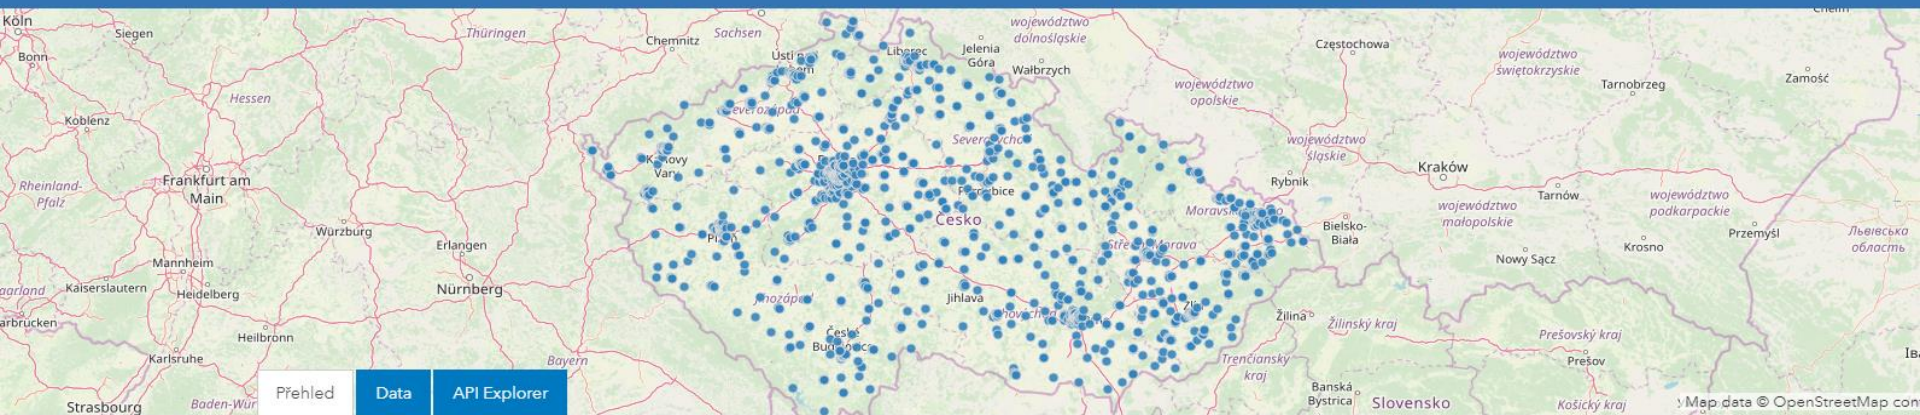 Köln
Siegen
Bonn
Thüringen
Chemnitz
Sachsen
Liberec
Jelenia
Góra
Wałbrzych
województwo
dolnośląskie
Częstochowa
województwo
świętokrzyskie
Tarnobrzeg
Zamość
Hessen
województwo
opolskie
Koblenz
Frankfurt am
Main
Rheinland-
Pfalz
województwo
śląskie
Kraków
Rybnik
Tarnów
województwo
małopolskie
województwo
podkarpackie
Česko
Würzburg
Erlangen
Bielsko-
Biała
Krosno
Przemyśl
Львівська
область
Nowy Sącz
Mannheim
Kaiserslautern
Heidelberg
Nürnberg
Jihlava
Žilina
Žilinský kraj
Prešovský kraj
Prešov
Heilbronn
Karlsruhe
Bayern
Trenčiansky
kraj
Banská
Bystrica
Slovensko
Košický kraj
Strasbourg
Přehled
Data
API Explorer
Map data © OpenStreetMap con